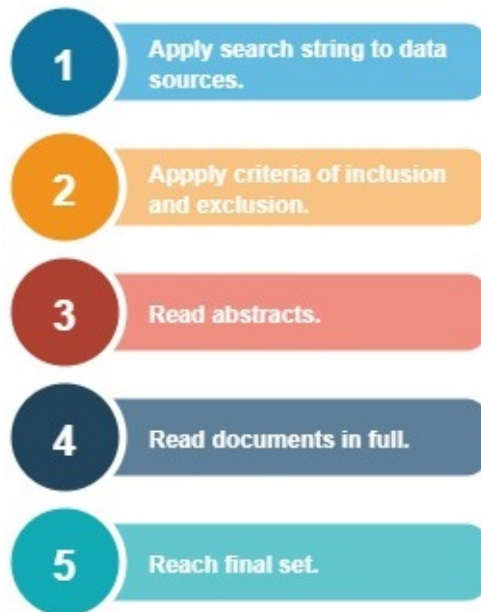 1
Apply search string to data
sources.
2
Appply criteria of inclusion
and exclusion.
3
Read abstracts.
4
Read documents in full.
5
Reach final set.